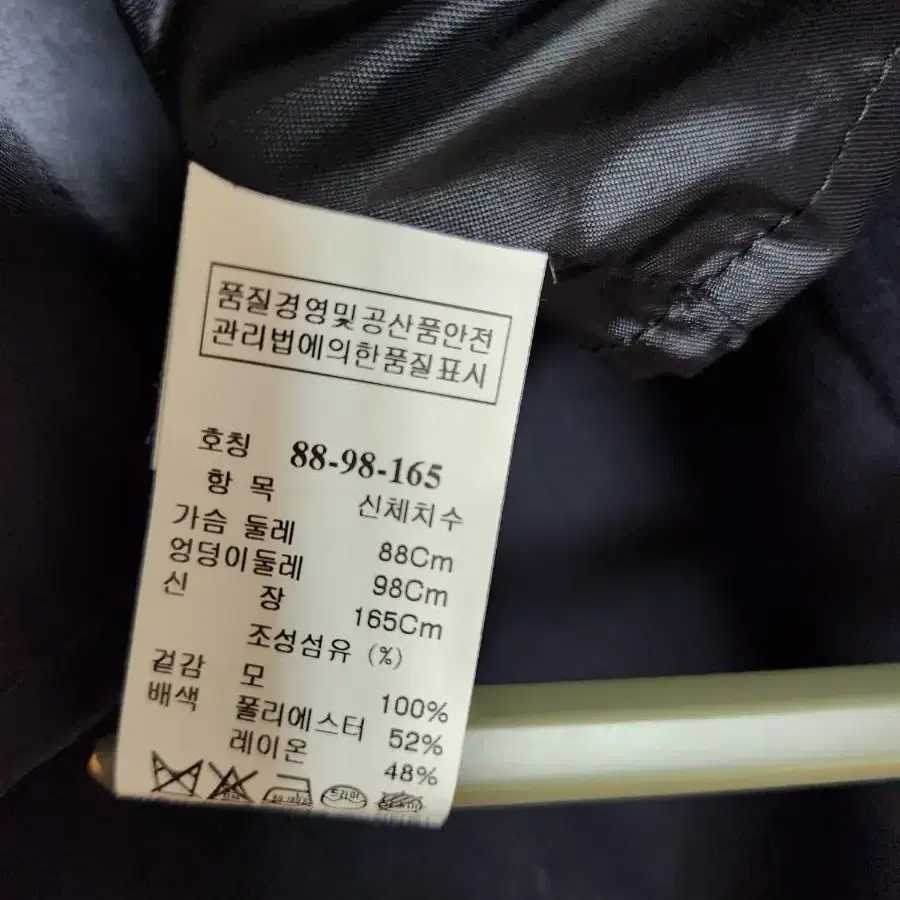 품질경영및공산품안전
관리법에의한품질표시
호칭 88-98-165
항 목 신체치수
가슴 둘레 88Cm
엉덩이둘레 98Cm
신 장 165Cm
조성섬유 (%)
겉감 모 100%
배색 폴리에스터 52%
레이온 48%
드라이